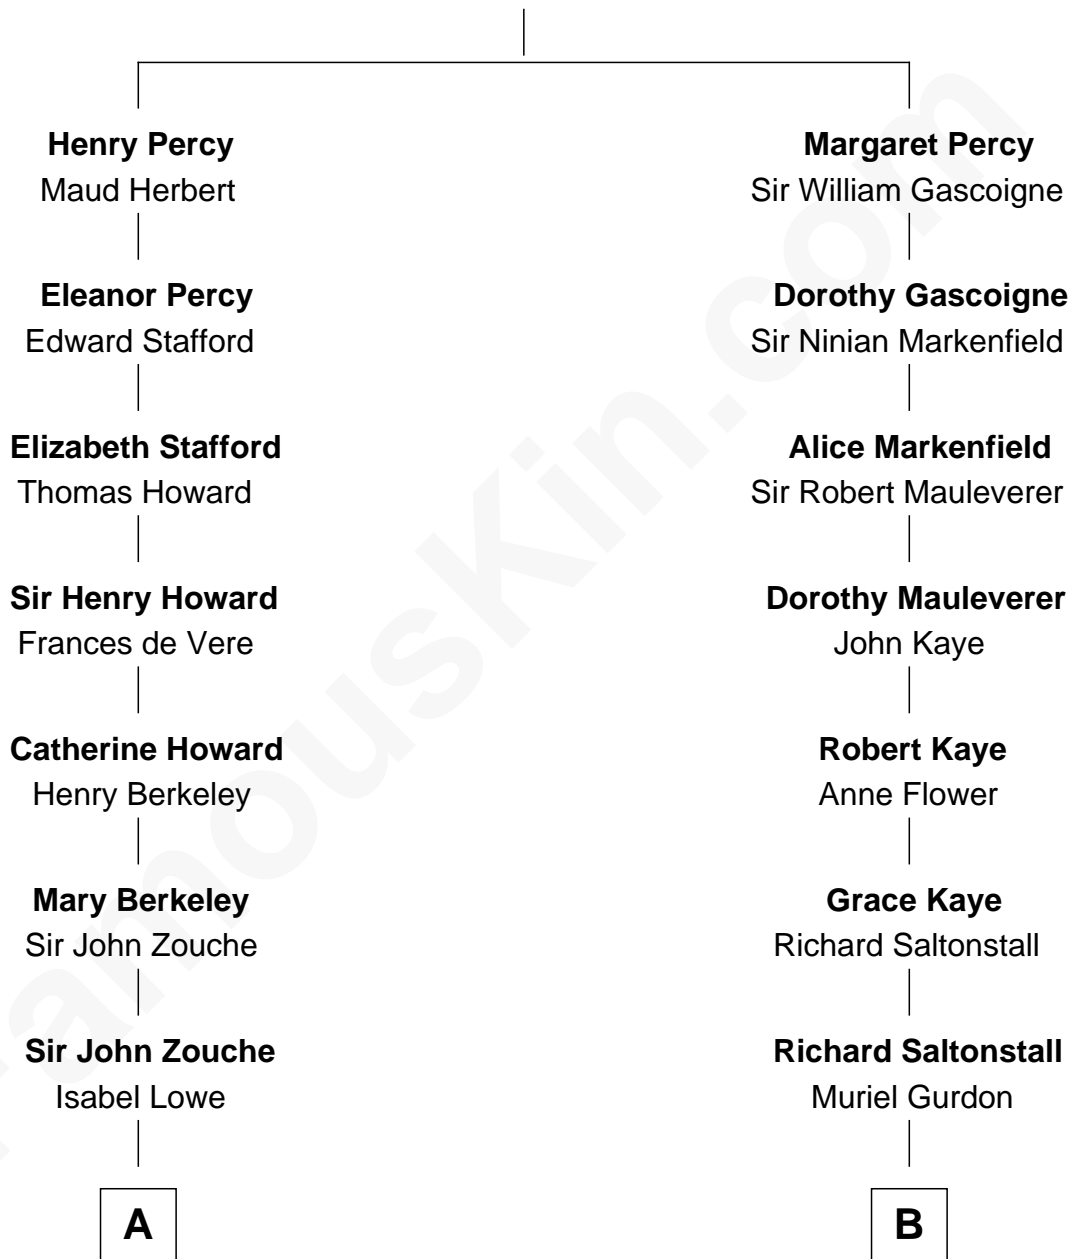 Henry Percy
Maud Herbert
Margaret Percy
Sir William Gascoigne
Eleanor Percy
Edward Stafford
Dorothy Gascoigne
Sir Ninian Markenfield
Elizabeth Stafford
Thomas Howard
Alice Markenfield
Sir Robert Mauleverer
Sir Henry Howard
Frances de Vere
Dorothy Mauleverer
John Kaye
Catherine Howard
Henry Berkeley
Robert Kaye
Anne Flower
Mary Berkeley
Sir John Zouche
Grace Kaye
Richard Saltonstall
Sir John Zouche
Isabel Lowe
Richard Saltonstall
Muriel Gurdon
A
B
FamousKin.com